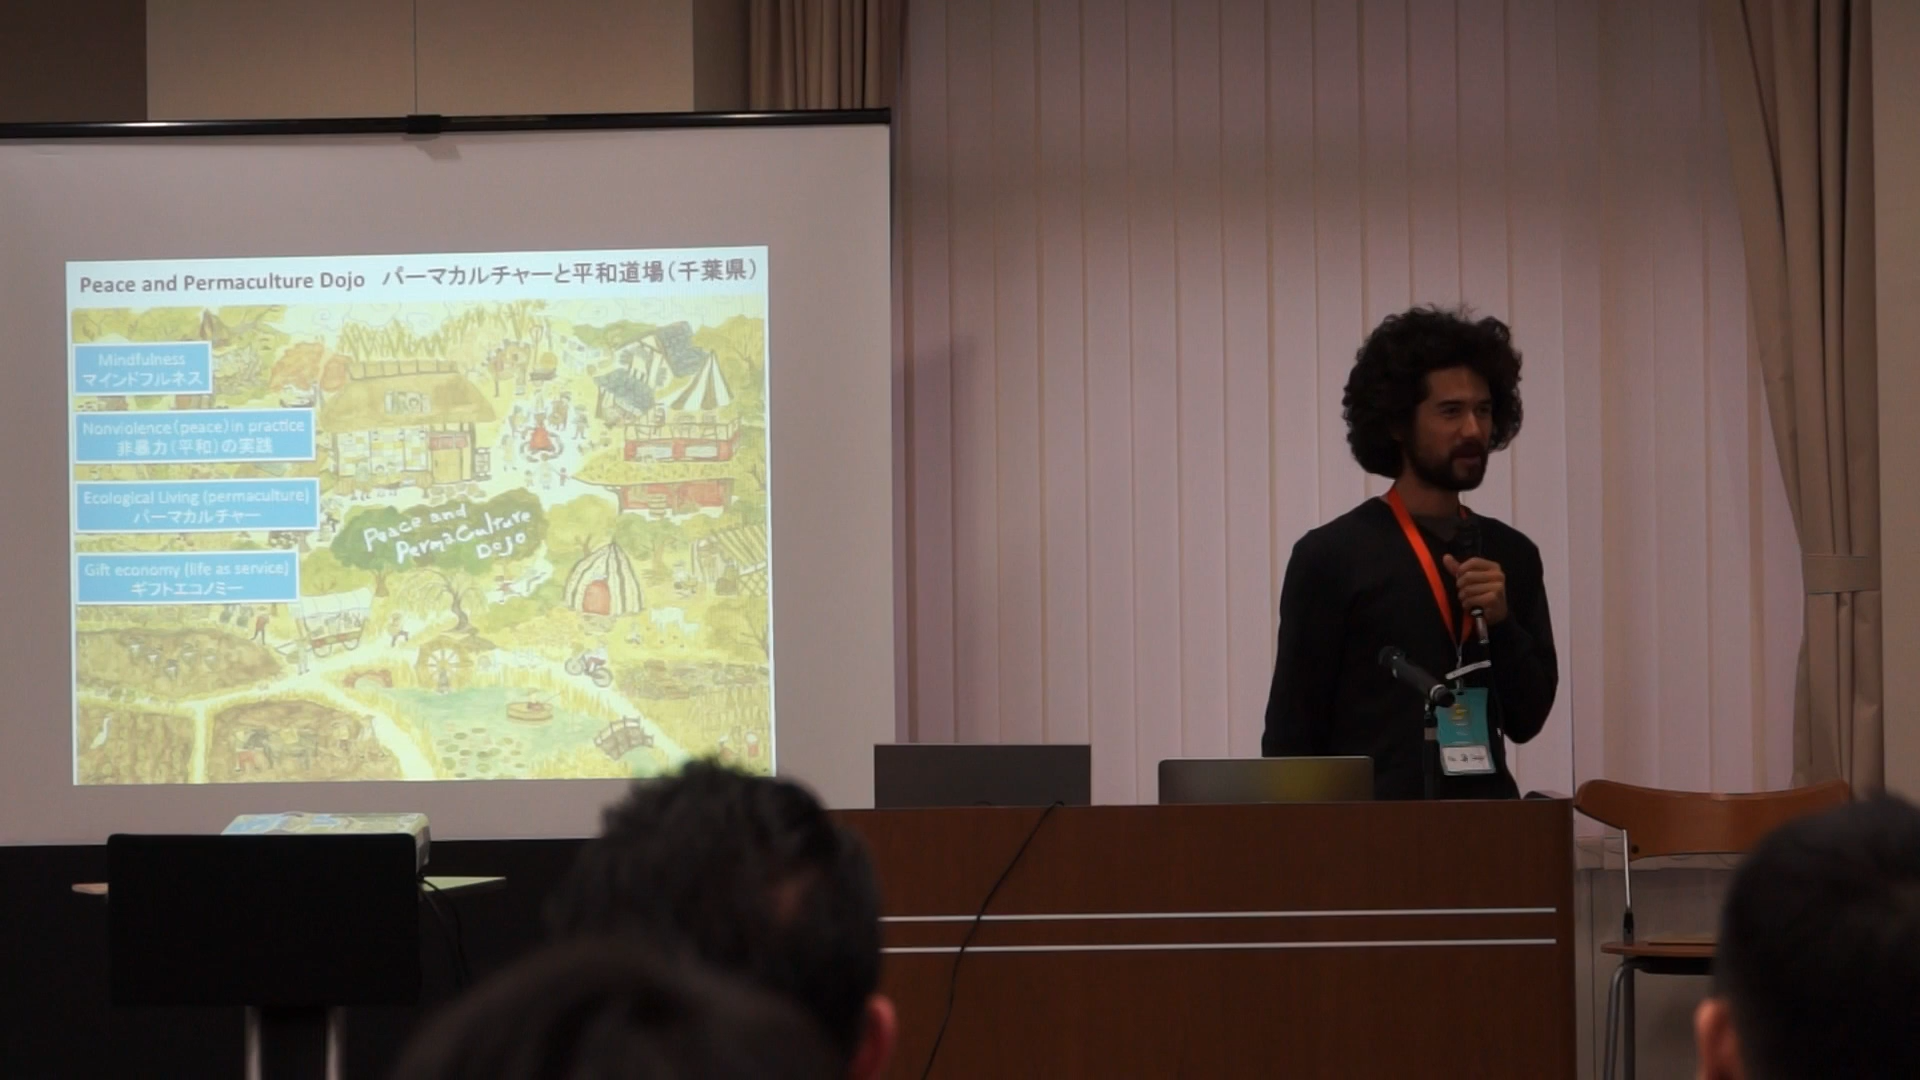 Peace and Permaculture Dojo パーマカルチャーと平和道場(千葉県)
Mindfulness
マインドフルネス
Nonviolence (peace) in practice
非暴力(平和)の実践
Ecological Living (permaculture)
パーマカルチャー
Gift economy (life as service)
ギフトエコノミー
Peace and
PermaCulture
Dojo